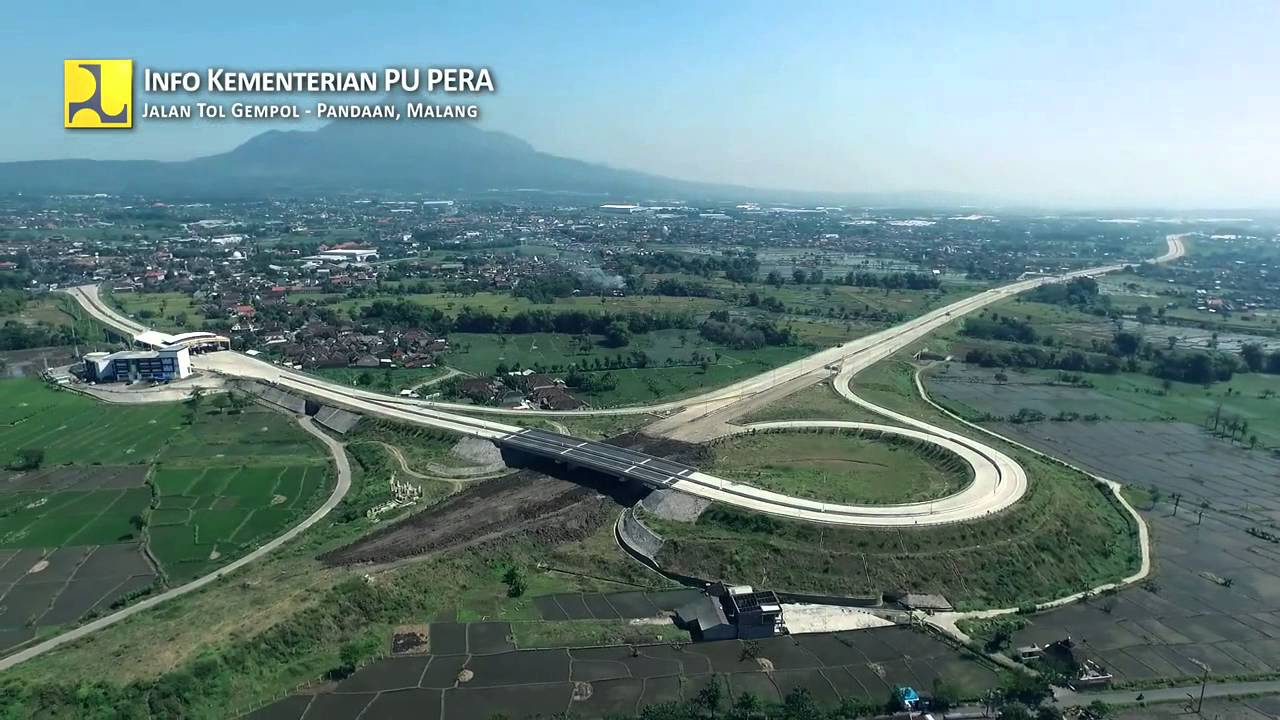 INFO KEMENTERIAN PU PERA
JALAN TOL GEMPOL - PANDAAN, MALANG